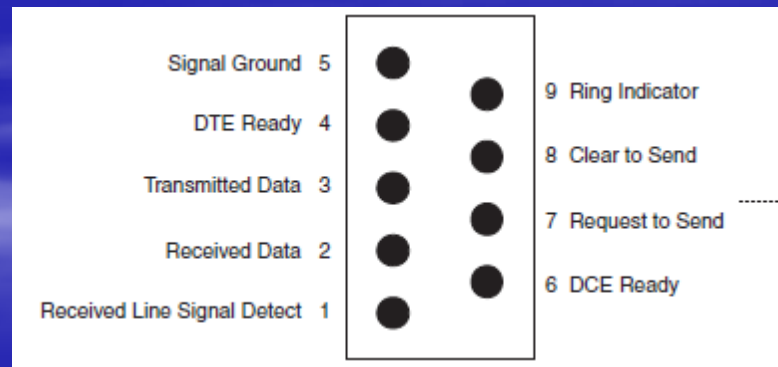 Signal Ground 5
DTE Ready 4
Transmitted Data 3
Received Data 2
Received Line Signal Detect 1
9 Ring Indicator
8 Clear to Send
7 Request to Send
6 DCE Ready